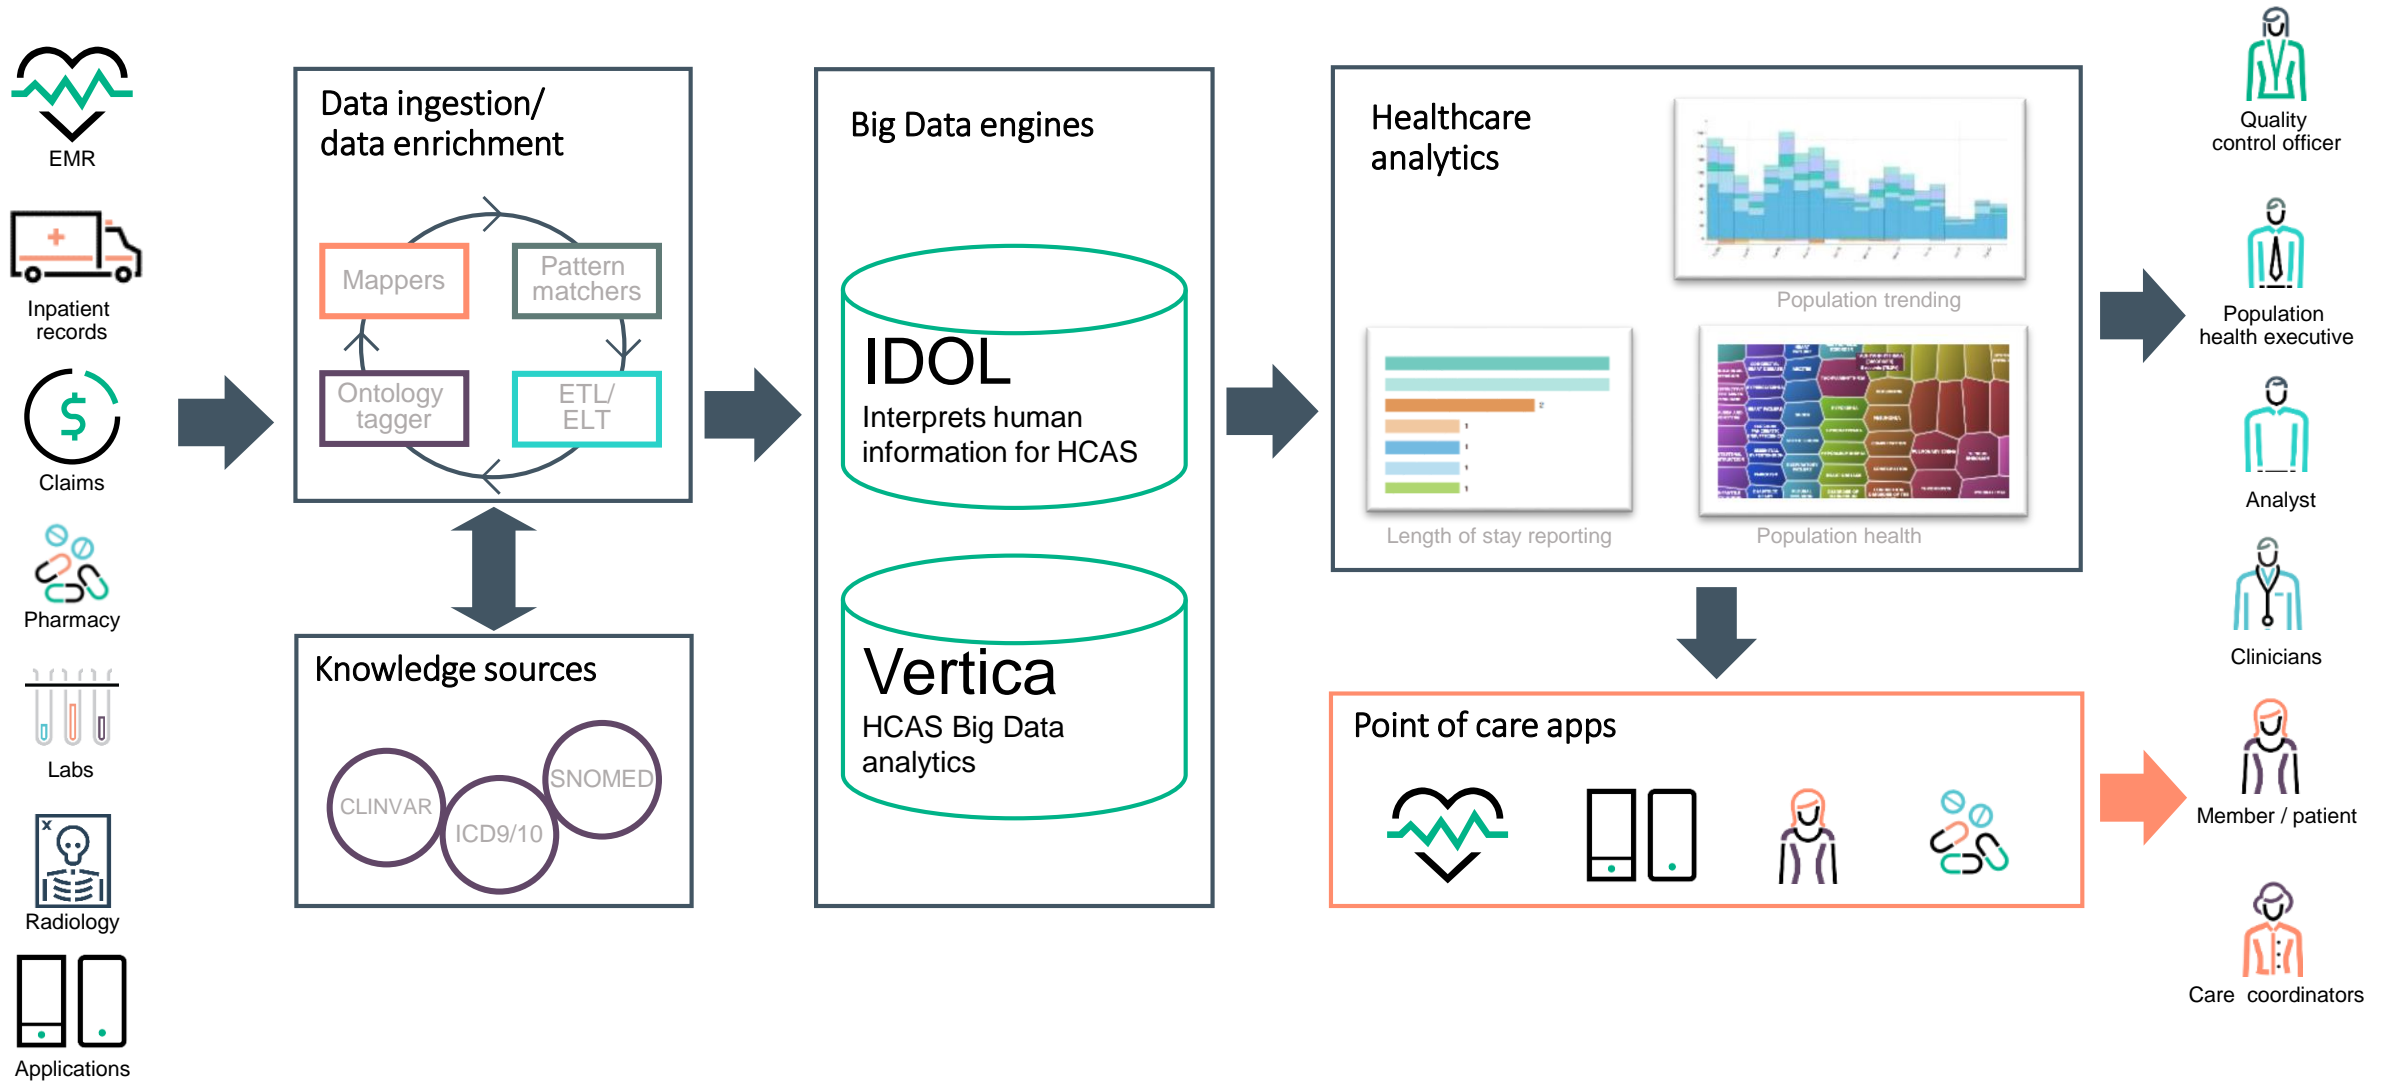 EMR
Inpatient
records
Claims
Pharmacy
Labs
X
Radiology
Applications
Data ingestion/
data enrichment
Mappers
Pattern
matchers
Ontology
tagger
ETL/
ELT
Knowledge sources
CLINVAR
ICD9/10
SNOMED
Big Data engines
IDOL
Interprets human
information for HCAS
Vertica
HCAS Big Data
analytics
Healthcare
analytics
Population trending
Length of stay reporting
Population health
Point of care apps
Quality
control officer
Population
health executive
Analyst
Clinicians
Member / patient
Care coordinators